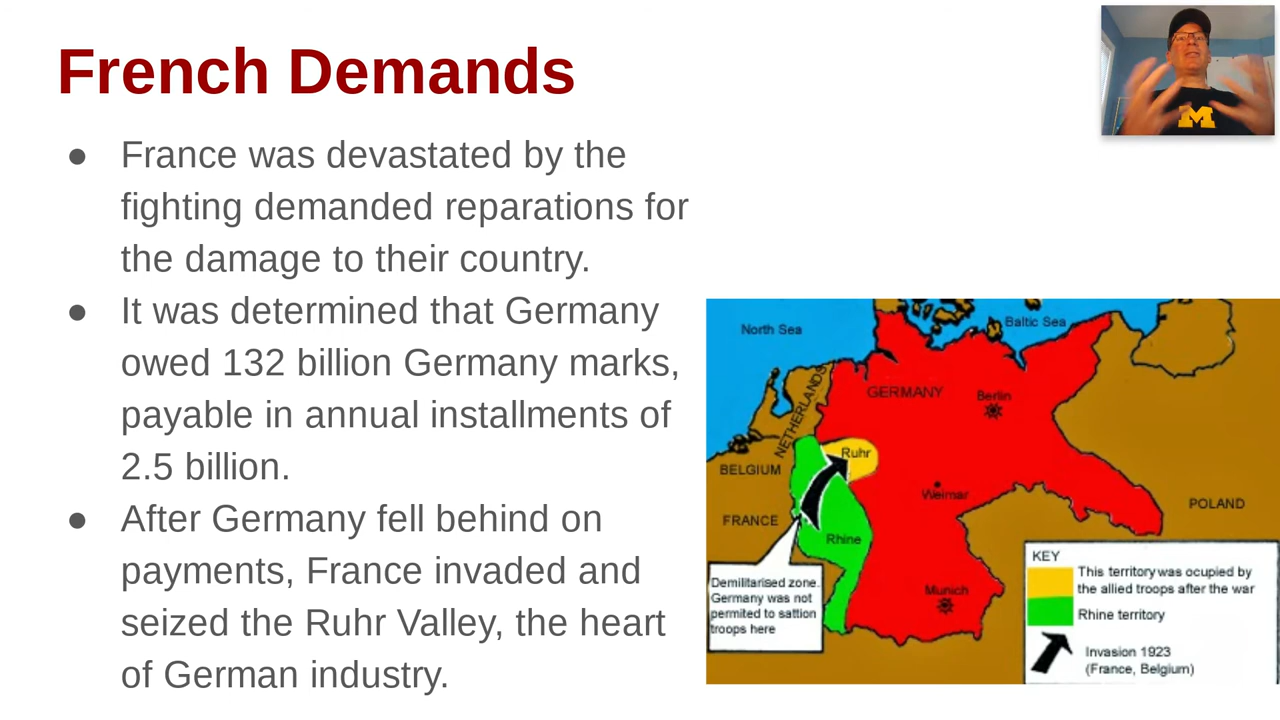 French Demands
● France was devastated by the
fighting demanded reparations for
the damage to their country.
● It was determined that Germany
owed 132 billion Germany marks,
payable in annual installments of
2.5 billion.
● After Germany fell behind on
payments, France invaded and
seized the Ruhr Valley, the heart
of German industry.
M
North Sea
Baltic Sea
NETHERLANDS
GERMANY
Berlin
Ruhr
BELGIUM
Weimar
POLAND
FRANCE
Rhine
Munich
Demilitarised zone.
Germany was not
permited to sattion
troops here
KEY
This territory was ocupied by
the allied troops after the war
Rhine territory
Invasion 1923
(France, Belgium)